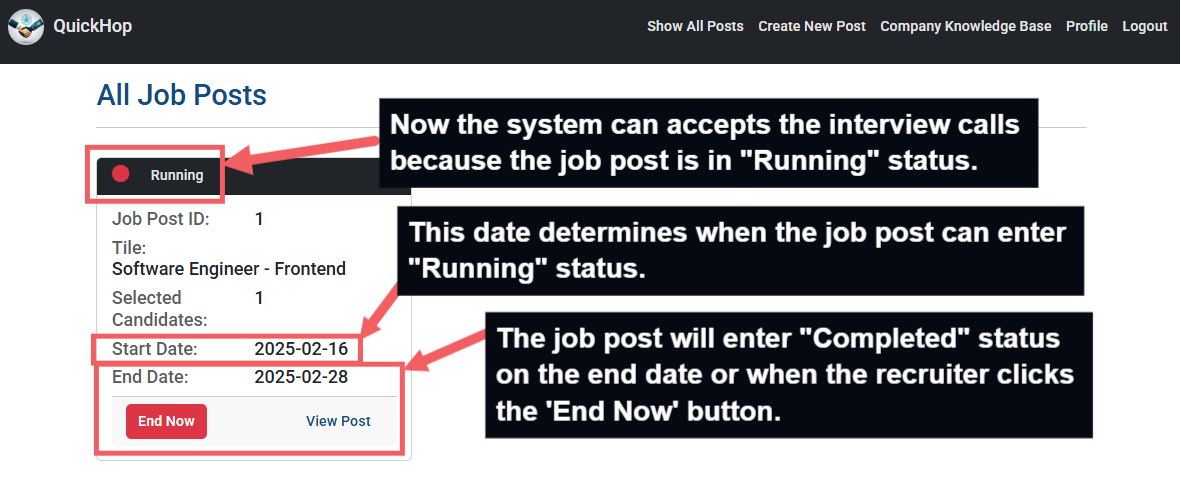 QuickHop
Show All Posts Create New Post Company Knowledge Base Profile Logout
All Job Posts
Now the system can accepts the interview calls
because the job post is in "Running" status.
Running
Job Post ID: 1
This date determines when the job post can enter
"Running" status.
Tile:
Software Engineer - Frontend
Selected 1
Candidates:
Start Date: 2025-02-16
The job post will enter "Completed" status
on the end date or when the recruiter clicks
the 'End Now' button.
End Date: 2025-02-28
End Now View Post